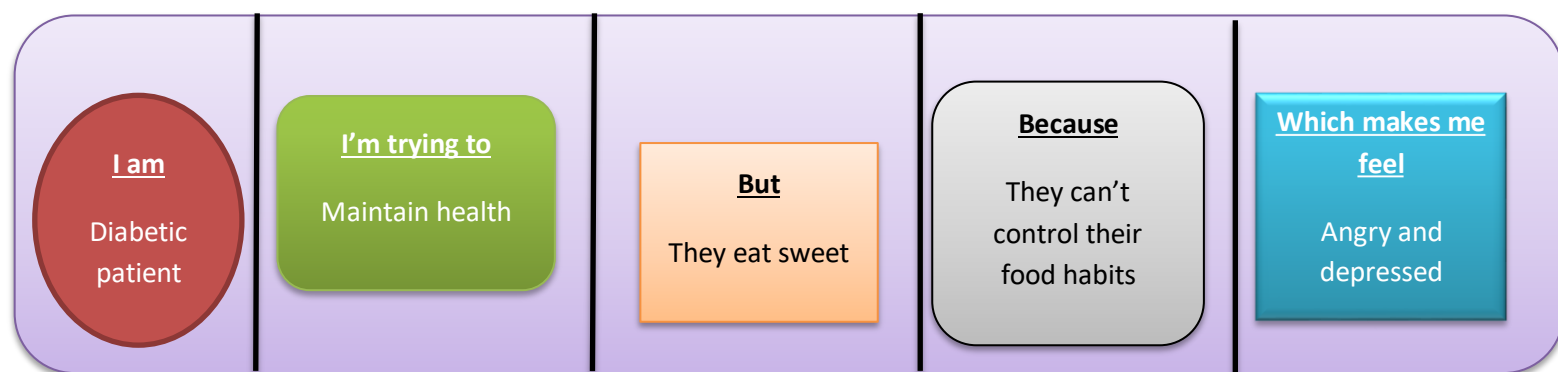 I am
Diabetic
patient
I'm trying to
Maintain health
But
They eat sweet
Because
They can't
control their
food habits
Which makes me
feel
Angry and
depressed